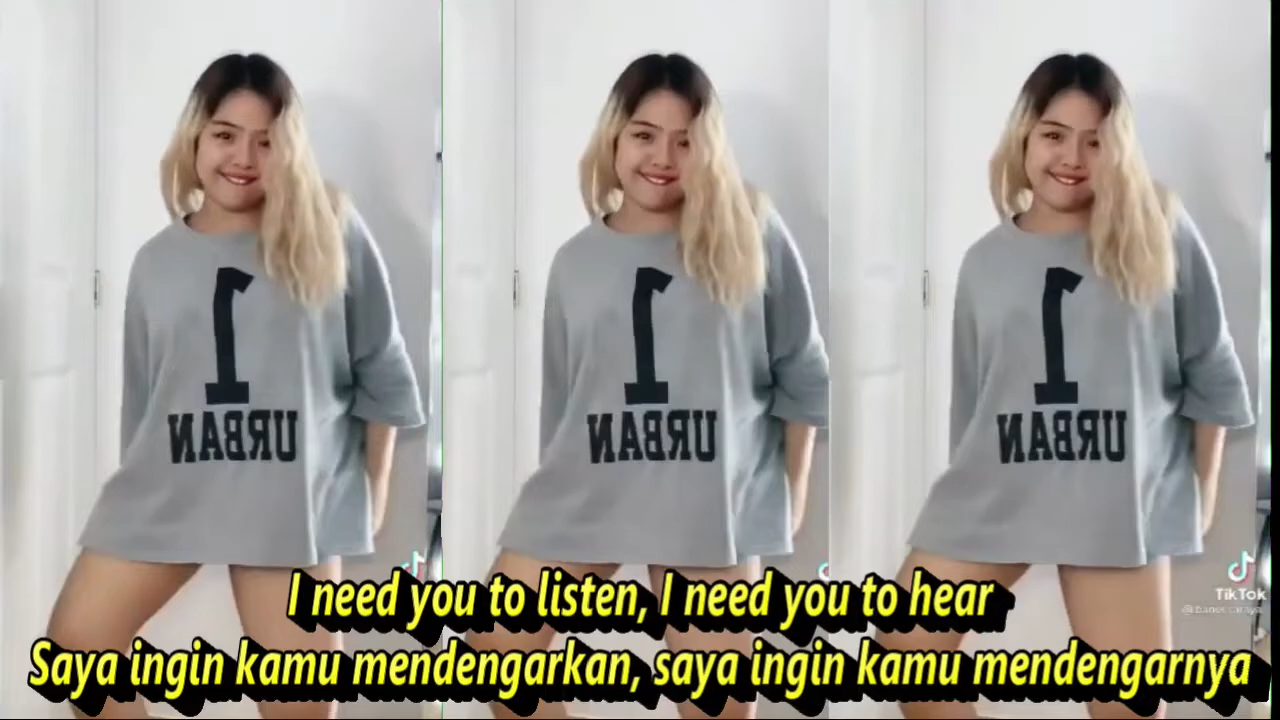 1 URBAN
1 URBAN
1 URBAN
TikTok
I need you to listen, I need you to hear
Saya ingin kamu mendengarkan, saya ingin kamu mendengarnya